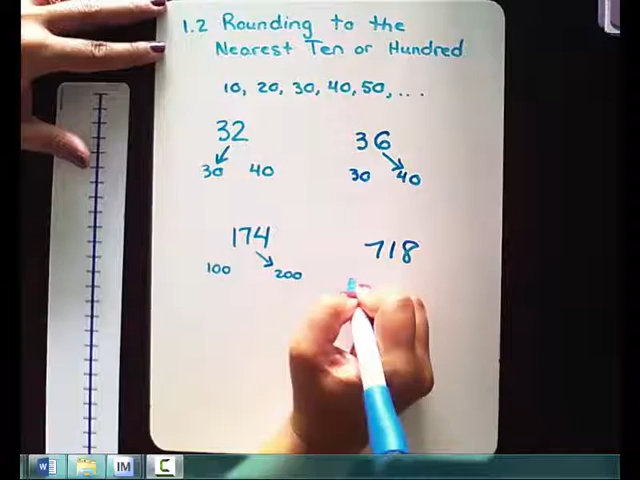 1.2 Rounding to the
Nearest Ten or Hundred
10, 20, 30, 40, 50, ...
32 36
30 40 30 40
174 718
100 200
W IM C